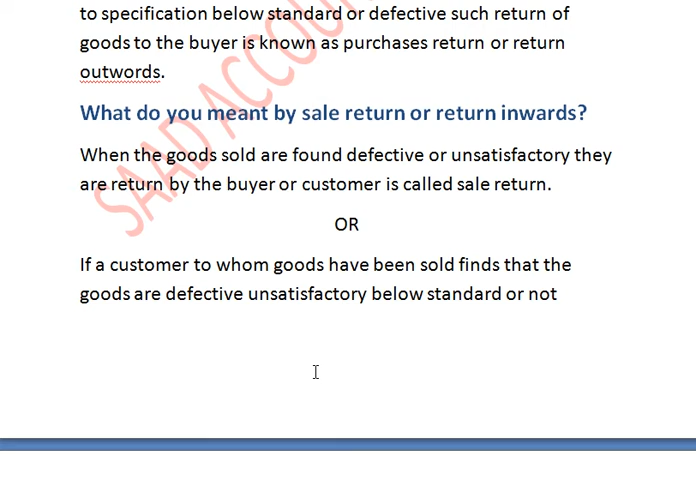 to specification below standard or defective such return of
goods to the buyer is known as purchases return or return
outwords.
What do you meant by sale return or return inwards?
When the goods sold are found defective or unsatisfactory they
are return by the buyer or customer is called sale return.
OR
If a customer to whom goods have been sold finds that the
goods are defective unsatisfactory below standard or not
SAAD ACCOU